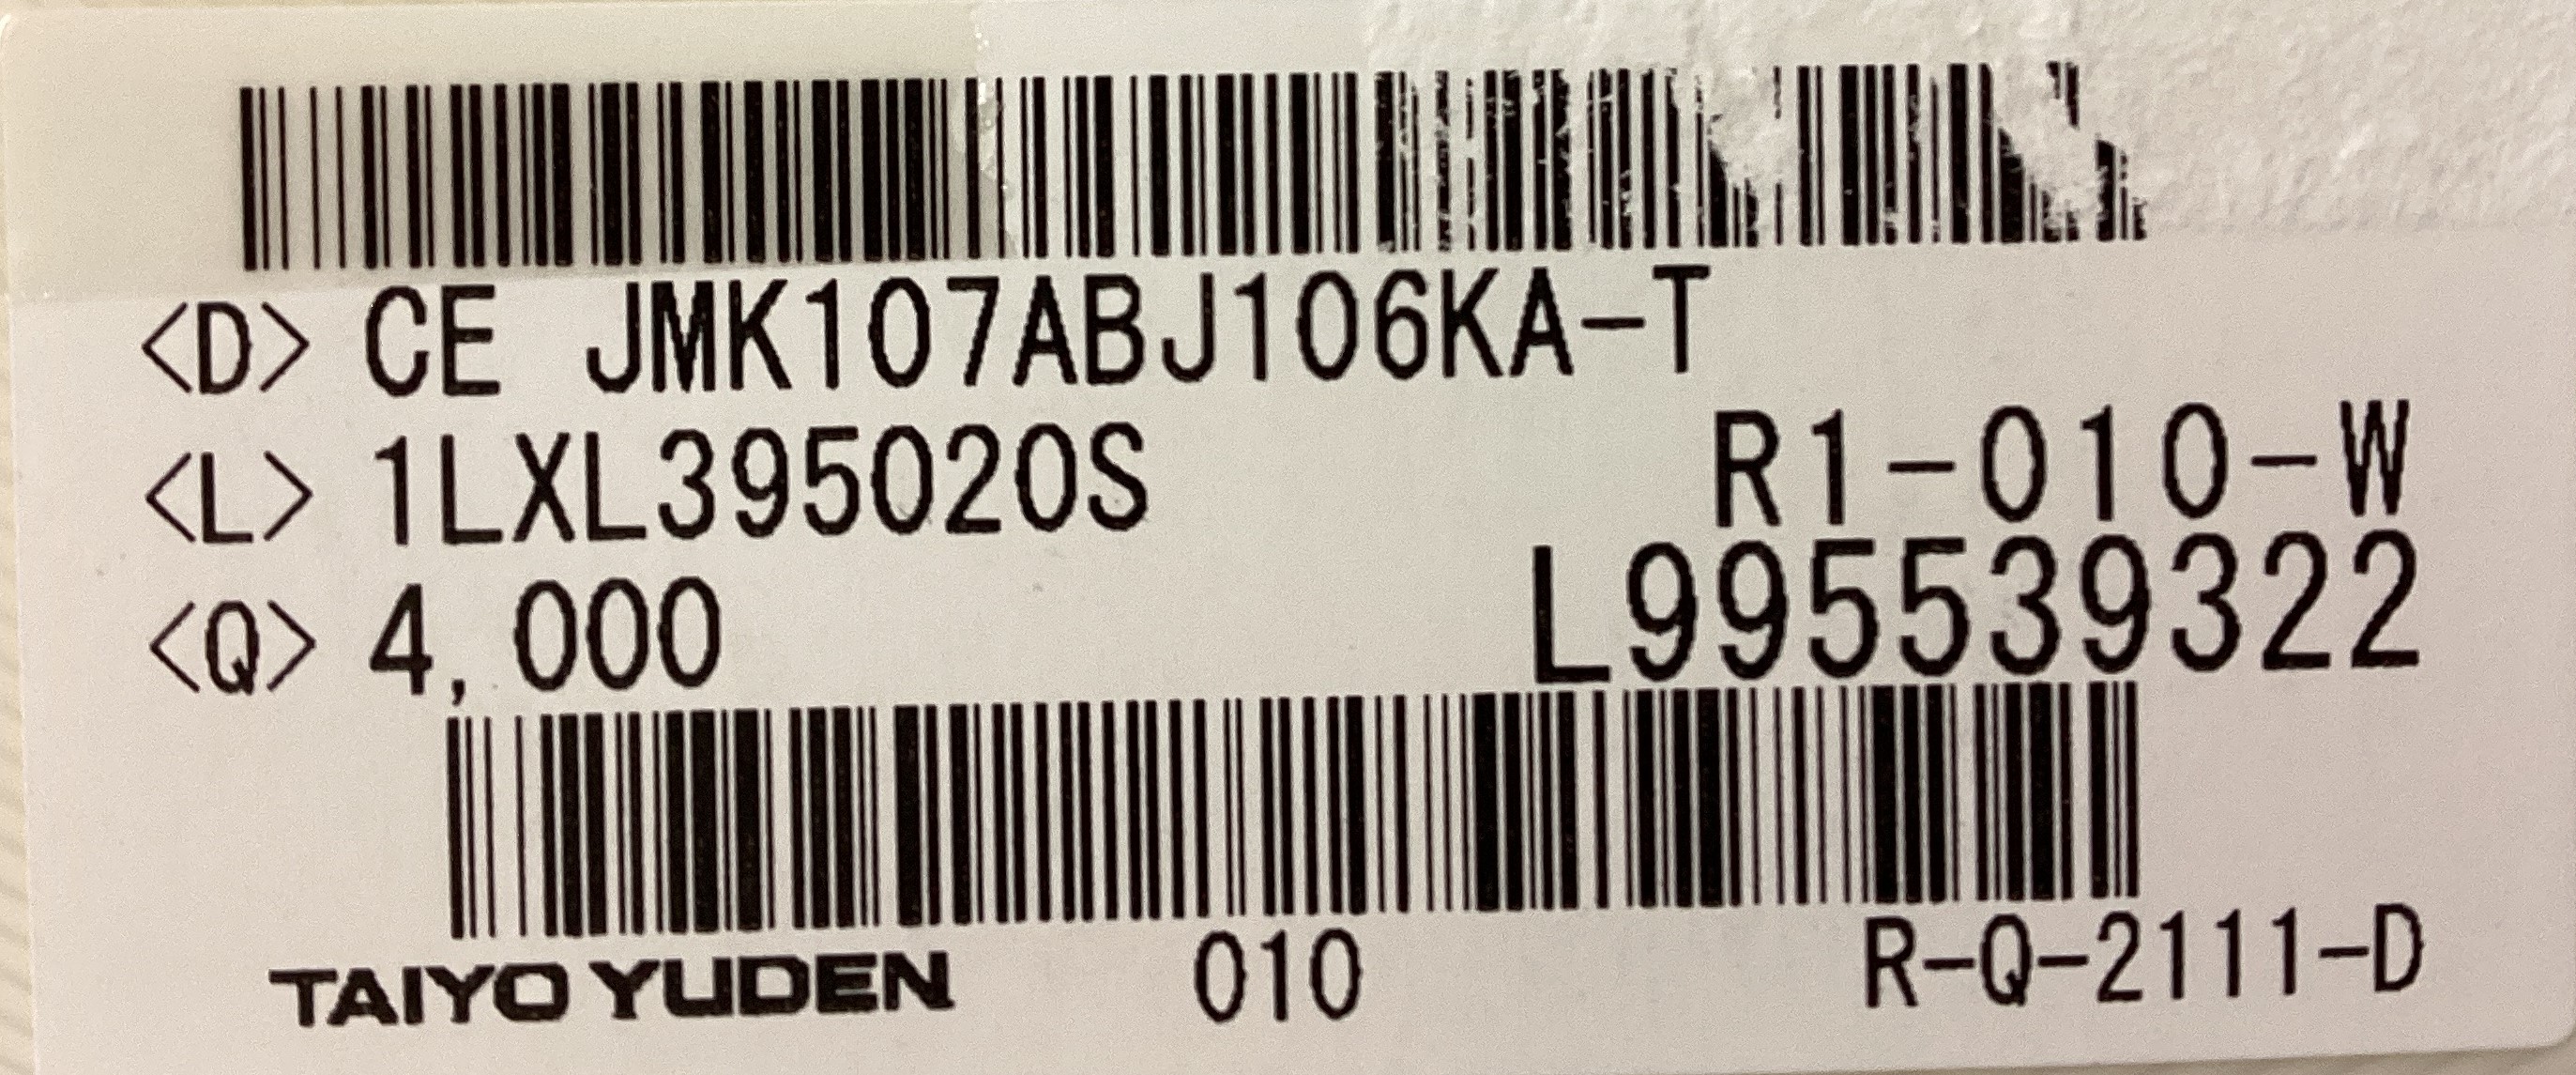 <D> CE JMK107ABJ106KA-T
<L> 1LXL395020S R1-010-W
<Q> 4,000 L995539322
TAIYO YUDEN 010 R-Q-2111-D